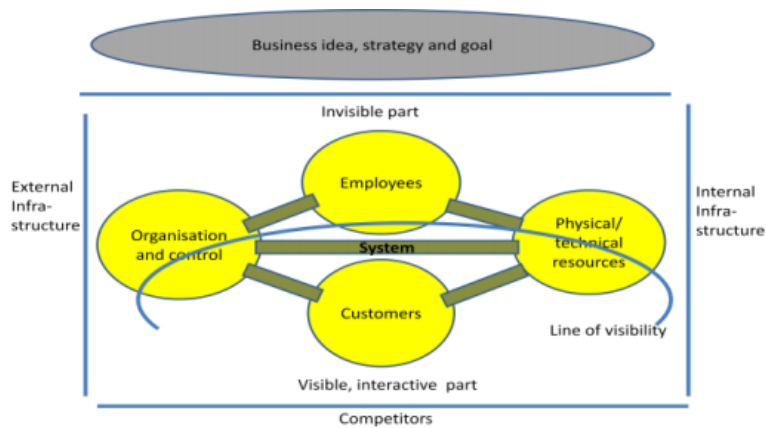 Business idea, strategy and goal
Invisible part
External
Infra-
structure
Employees
Internal
Infra-
structure
Organisation
and control
System
Physical/
technical
resources
Customers
Line of visibility
Visible, interactive part
Competitors